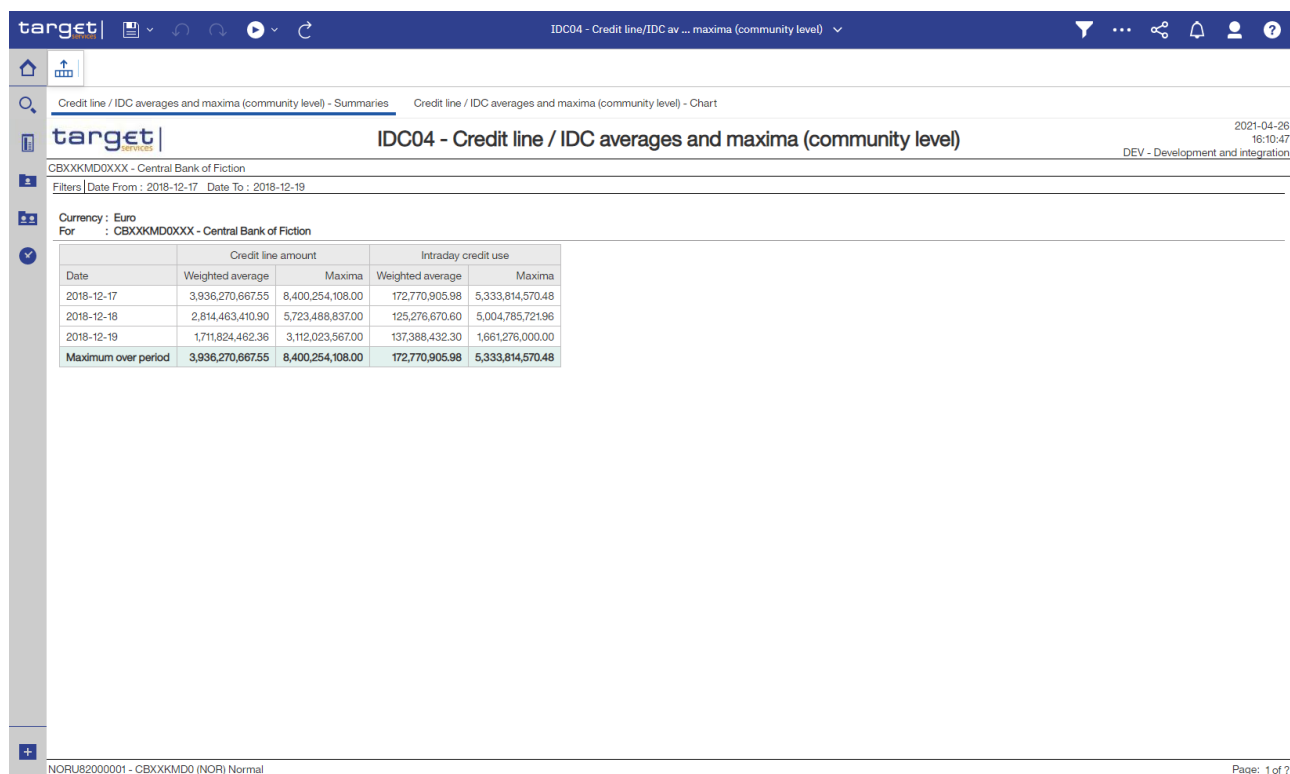 target services
IDC04 - Credit line/IDC av ... maxima (community level)
Credit line / IDC averages and maxima (community level) - Summaries Credit line / IDC averages and maxima (community level) - Chart
target services
IDC04 - Credit line / IDC averages and maxima (community level)
2021-04-26
16:10:47
DEV - Development and integration
CBXXKMD0XXX - Central Bank of Fiction
Filters Date From : 2018-12-17 Date To : 2018-12-19
Currency : Euro
For : CBXXKMD0XXX - Central Bank of Fiction
Credit line amount Intraday credit use
Date Weighted average Maxima Weighted average Maxima
2018-12-17 3,936,270,667.55 8,400,254,108.00 172,770,905.98 5,333,814,570.48
2018-12-18 2,814,463,410.90 5,723,488,837.00 125,276,670.60 5,004,785,721.96
2018-12-19 1,711,824,462.36 3,112,023,567.00 137,388,432.30 1,661,276,000.00
Maximum over period 3,936,270,667.55 8,400,254,108.00 172,770,905.98 5,333,814,570.48
NORU82000001 - CBXXKMD0 (NOR) Normal Page: 1 of ?